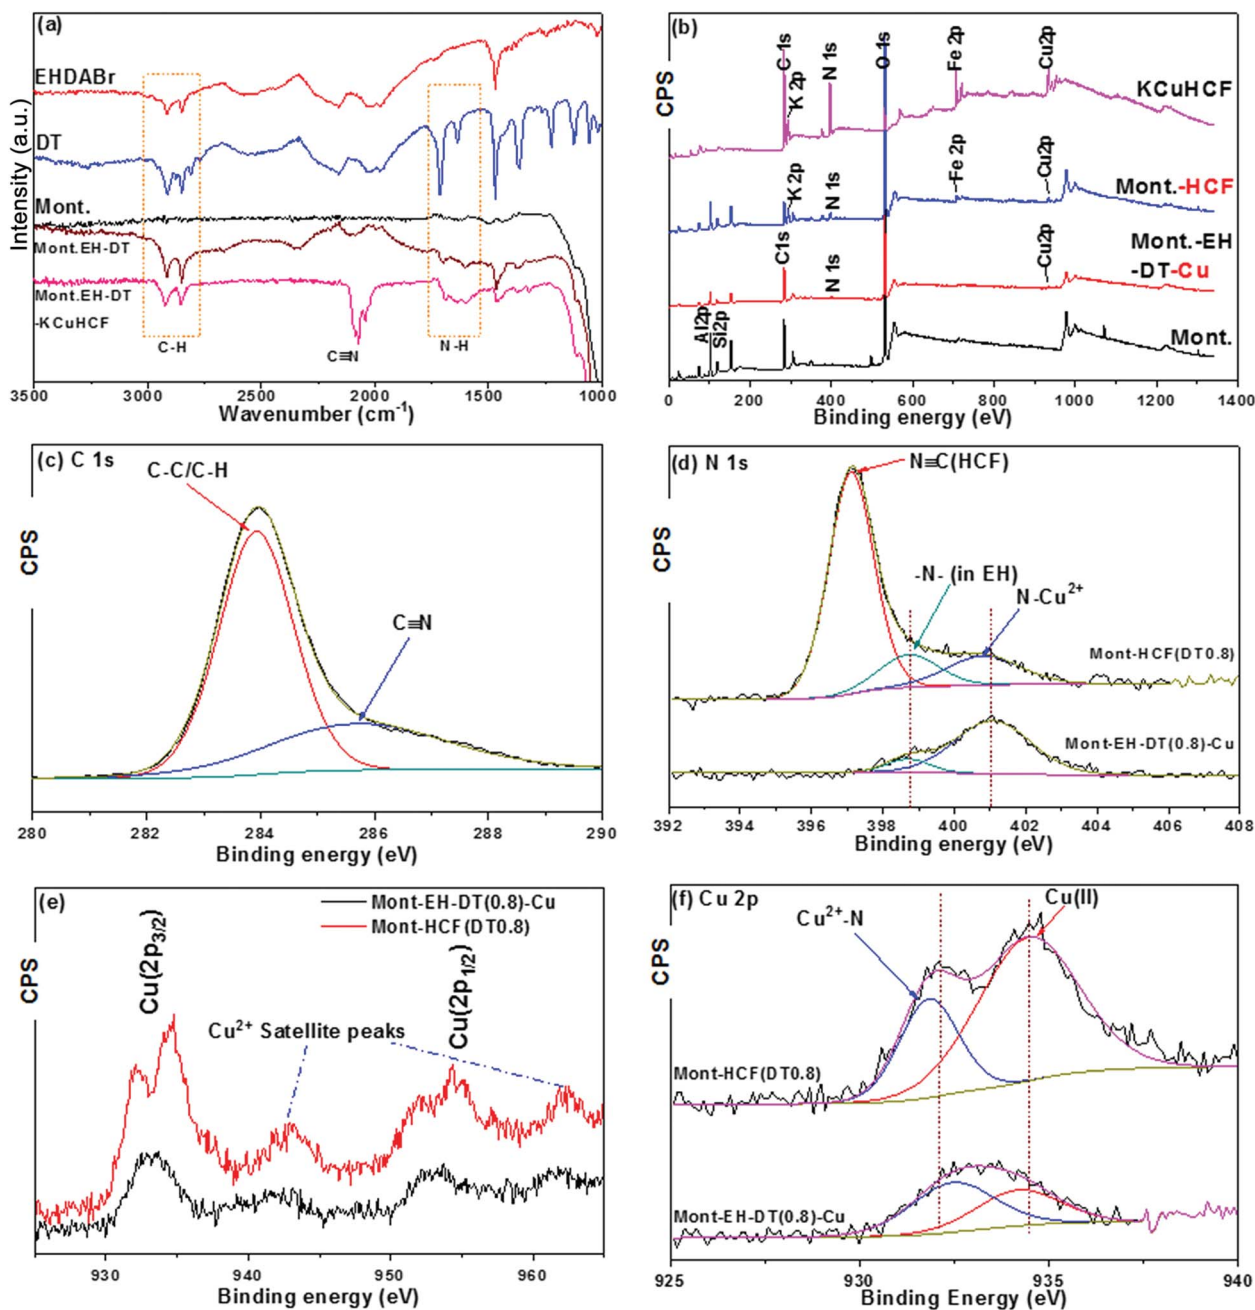 (a)
Intensity (a.u.)
EHDABr
DT
Mont.
Mont.EH-DT
Mont.EH-DT
-KCuHCF
C-H
C≡N
N-H
3500 3000 2500 2000 1500 1000
Wavenumber (cm⁻¹)
(b)
CPS
C 1s
K 2p
N 1s
O 1s
Fe 2p
Cu2p
KCuHCF
K 2p
N 1s
Fe 2p
Cu2p
Mont.-HCF
C1s
N 1s
Cu2p
Mont.-EH
-DT-Cu
Al2p
Si2p
Mont.
0 200 400 600 800 1000 1200 1400
Binding energy (eV)
(c) C 1s
CPS
C-C/C-H
C≡N
280 282 284 286 288 290
Binding energy (eV)
(d) N 1s
CPS
N≡C(HCF)
-N- (in EH)
N-Cu²⁺
Mont-HCF(DT0.8)
Mont-EH-DT(0.8)-Cu
392 394 396 398 400 402 404 406 408
Binding energy (eV)
(e)
CPS
Mont-EH-DT(0.8)-Cu
Mont-HCF(DT0.8)
Cu(2p3/2)
Cu²⁺ Satellite peaks
Cu(2p1/2)
930 940 950 960
Binding energy (eV)
(f) Cu 2p
CPS
Cu²⁺-N
Cu(II)
Mont-HCF(DT0.8)
Mont-EH-DT(0.8)-Cu
925 930 935 940
Binding Energy (eV)